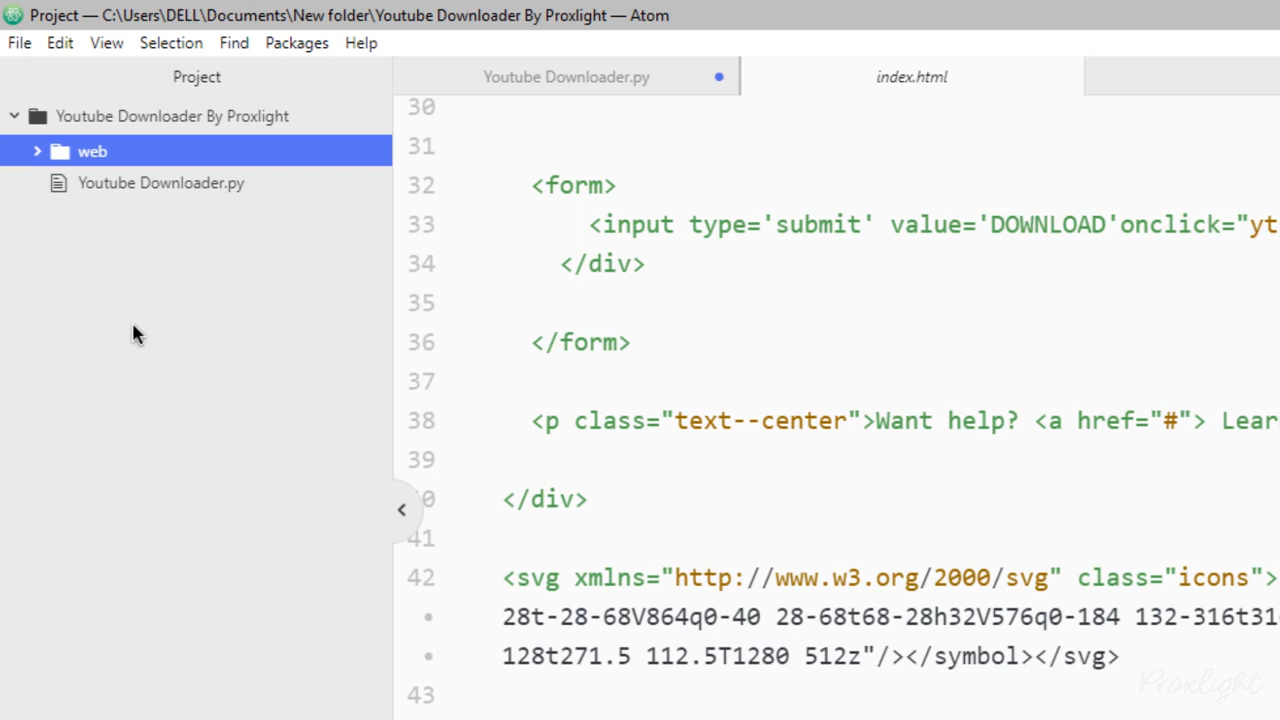 Project — C:\Users\DELL\Documents\New folder\Youtube Downloader By Proxlight — Atom
File Edit View Selection Find Packages Help
Project
Youtube Downloader.py
index.html
Youtube Downloader By Proxlight
web
Youtube Downloader.py
30
31
32 <form>
33 <input type='submit' value='DOWNLOAD'onclick="yt
34 </div>
35
36 </form>
37
38 <p class="text--center">Want help? <a href="#"> Lear
39
0 </div>
41
42 <svg xmlns="http://www.w3.org/2000/svg" class="icons">
28t-28-68V864q0-40 28-68t68-28h32V576q0-184 132-316t31
128t271.5 112.5T1280 512z"/></symbol></svg>
43
Proxlight